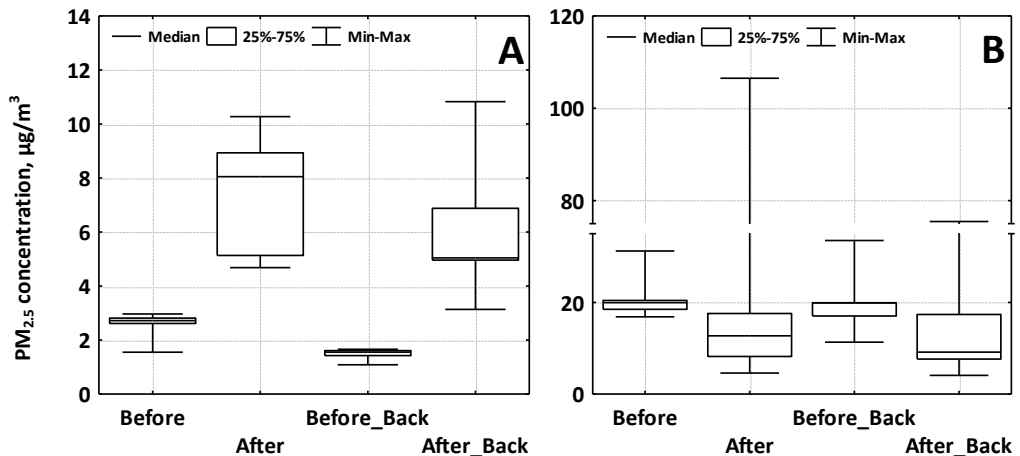 PM2.5 concentration, µg/m³
14
12
10
8
6
4
2
0
Median 25%-75% Min-Max
A
Before Before_Back
After After_Back
120
100
80
20
0
Median 25%-75% Min-Max
B
Before Before_Back
After After_Back